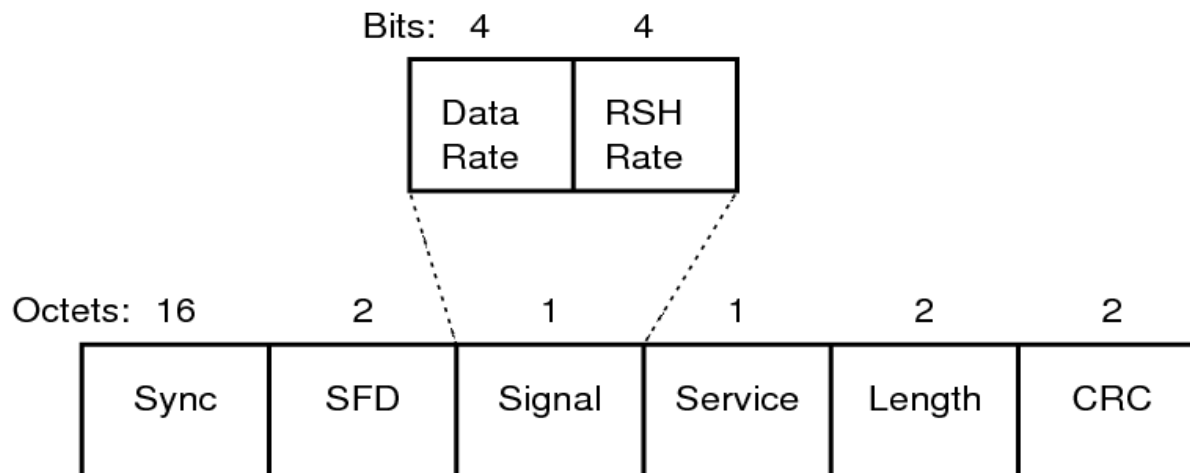 Bits: 4 4
Data RSH
Rate Rate
Octets: 16 2 1 1 2 2
Sync SFD Signal Service Length CRC